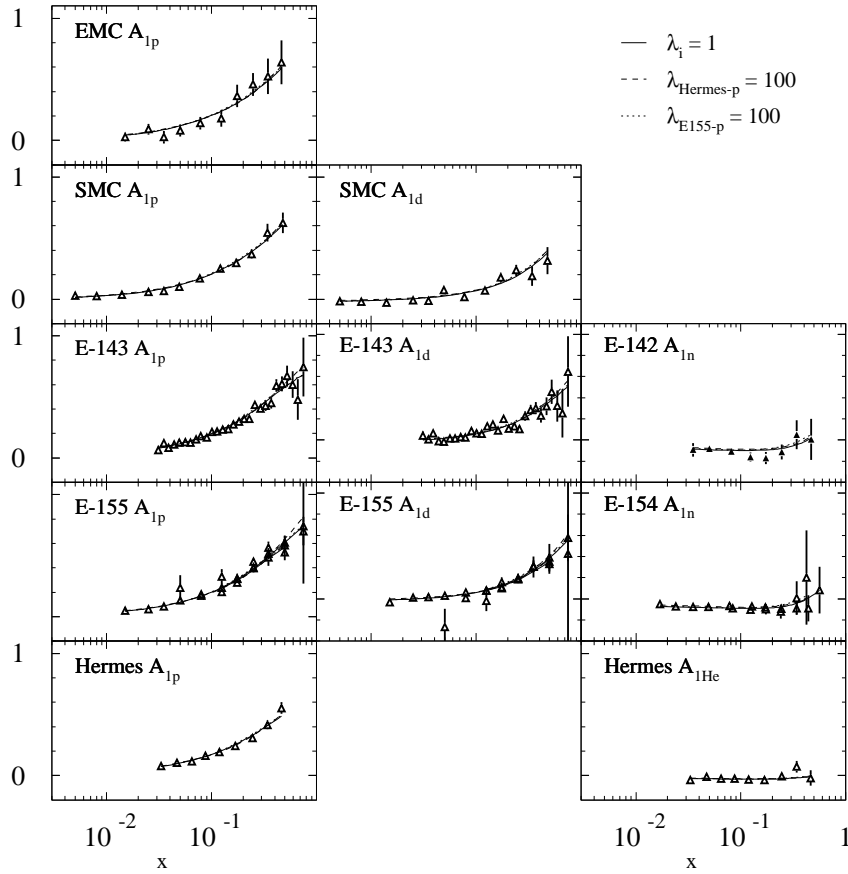 1
EMC A1p
0
λi = 1
λHermes-p = 100
λE155-p = 100
1
SMC A1p
SMC A1d
0
1
E-143 A1p
E-143 A1d
E-142 A1n
0
1
E-155 A1p
E-155 A1d
E-154 A1n
0
1
Hermes A1p
Hermes A1He
0
10-2 10-1 10-2 10-1 1
x x